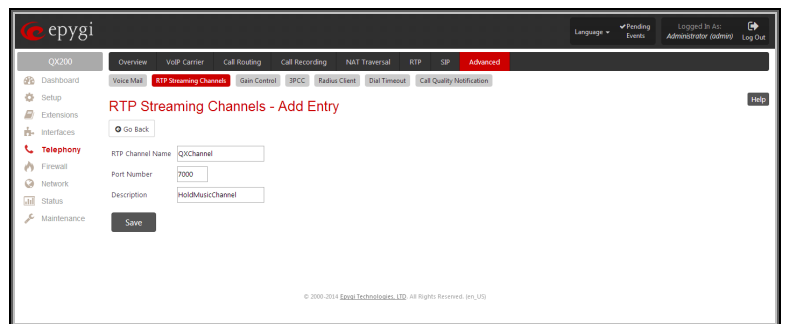 epygi
Language
Pending Events
Logged In As:
Administrator (admin)
Log Out
QX200
Overview VoIP Carrier Call Routing Call Recording NAT Traversal RTP SIP Advanced
Dashboard
Setup
Extensions
Interfaces
Telephony
Firewall
Network
Status
Maintenance
Voice Mail RTP Streaming Channels Gain Control 3PCC Radius Client Dial Timeout Call Quality Notification
RTP Streaming Channels - Add Entry
Help
Go Back
RTP Channel Name QXChannel
Port Number 7000
Description HoldMusicChannel
Save
© 2000-2014 Epygi Technologies, LTD. All Rights Reserved. (en_US)